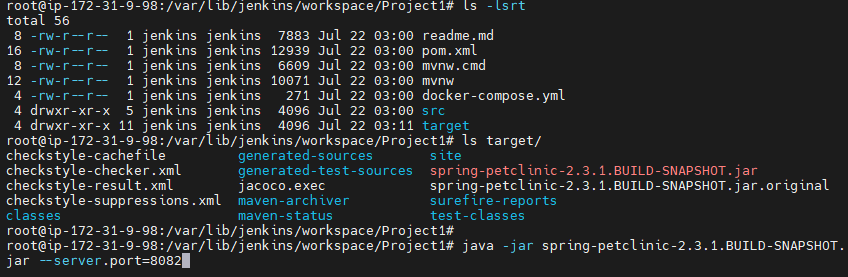 root@ip-172-31-9-98:/var/lib/jenkins/workspace/Project1# ls -lsrt
total 56
 8 -rw-r--r--  1 jenkins jenkins  7883 Jul 22 03:00 readme.md
16 -rw-r--r--  1 jenkins jenkins 12939 Jul 22 03:00 pom.xml
 8 -rw-r--r--  1 jenkins jenkins  6609 Jul 22 03:00 mvnw.cmd
12 -rw-r--r--  1 jenkins jenkins 10071 Jul 22 03:00 mvnw
 4 -rw-r--r--  1 jenkins jenkins   271 Jul 22 03:00 docker-compose.yml
 4 drwxr-xr-x  5 jenkins jenkins  4096 Jul 22 03:00 src
 4 drwxr-xr-x 11 jenkins jenkins  4096 Jul 22 03:11 target
root@ip-172-31-9-98:/var/lib/jenkins/workspace/Project1# ls target/
checkstyle-cachefile         generated-sources       site
checkstyle-checker.xml       generated-test-sources  spring-petclinic-2.3.1.BUILD-SNAPSHOT.jar
checkstyle-result.xml        jacoco.exec             spring-petclinic-2.3.1.BUILD-SNAPSHOT.jar.original
checkstyle-suppressions.xml  maven-archiver          surefire-reports
classes                      maven-status            test-classes
root@ip-172-31-9-98:/var/lib/jenkins/workspace/Project1#
root@ip-172-31-9-98:/var/lib/jenkins/workspace/Project1# java -jar spring-petclinic-2.3.1.BUILD-SNAPSHOT.
jar --server.port=8082